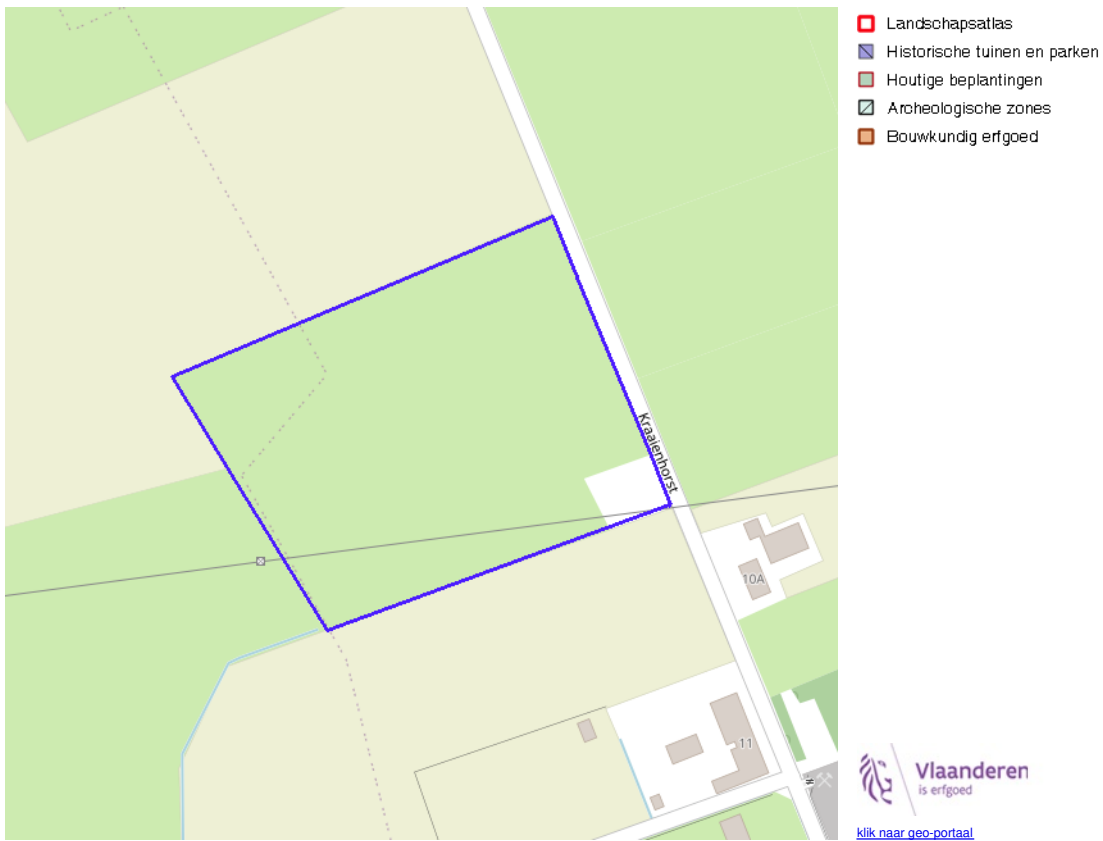 Landschapsatlas
Historische tuinen en parken
Houtige beplantingen
Archeologische zones
Bouwkundig erfgoed
Kraaienhorst
10A
11
Vlaanderen
is erfgoed
klik naar geo-portaal